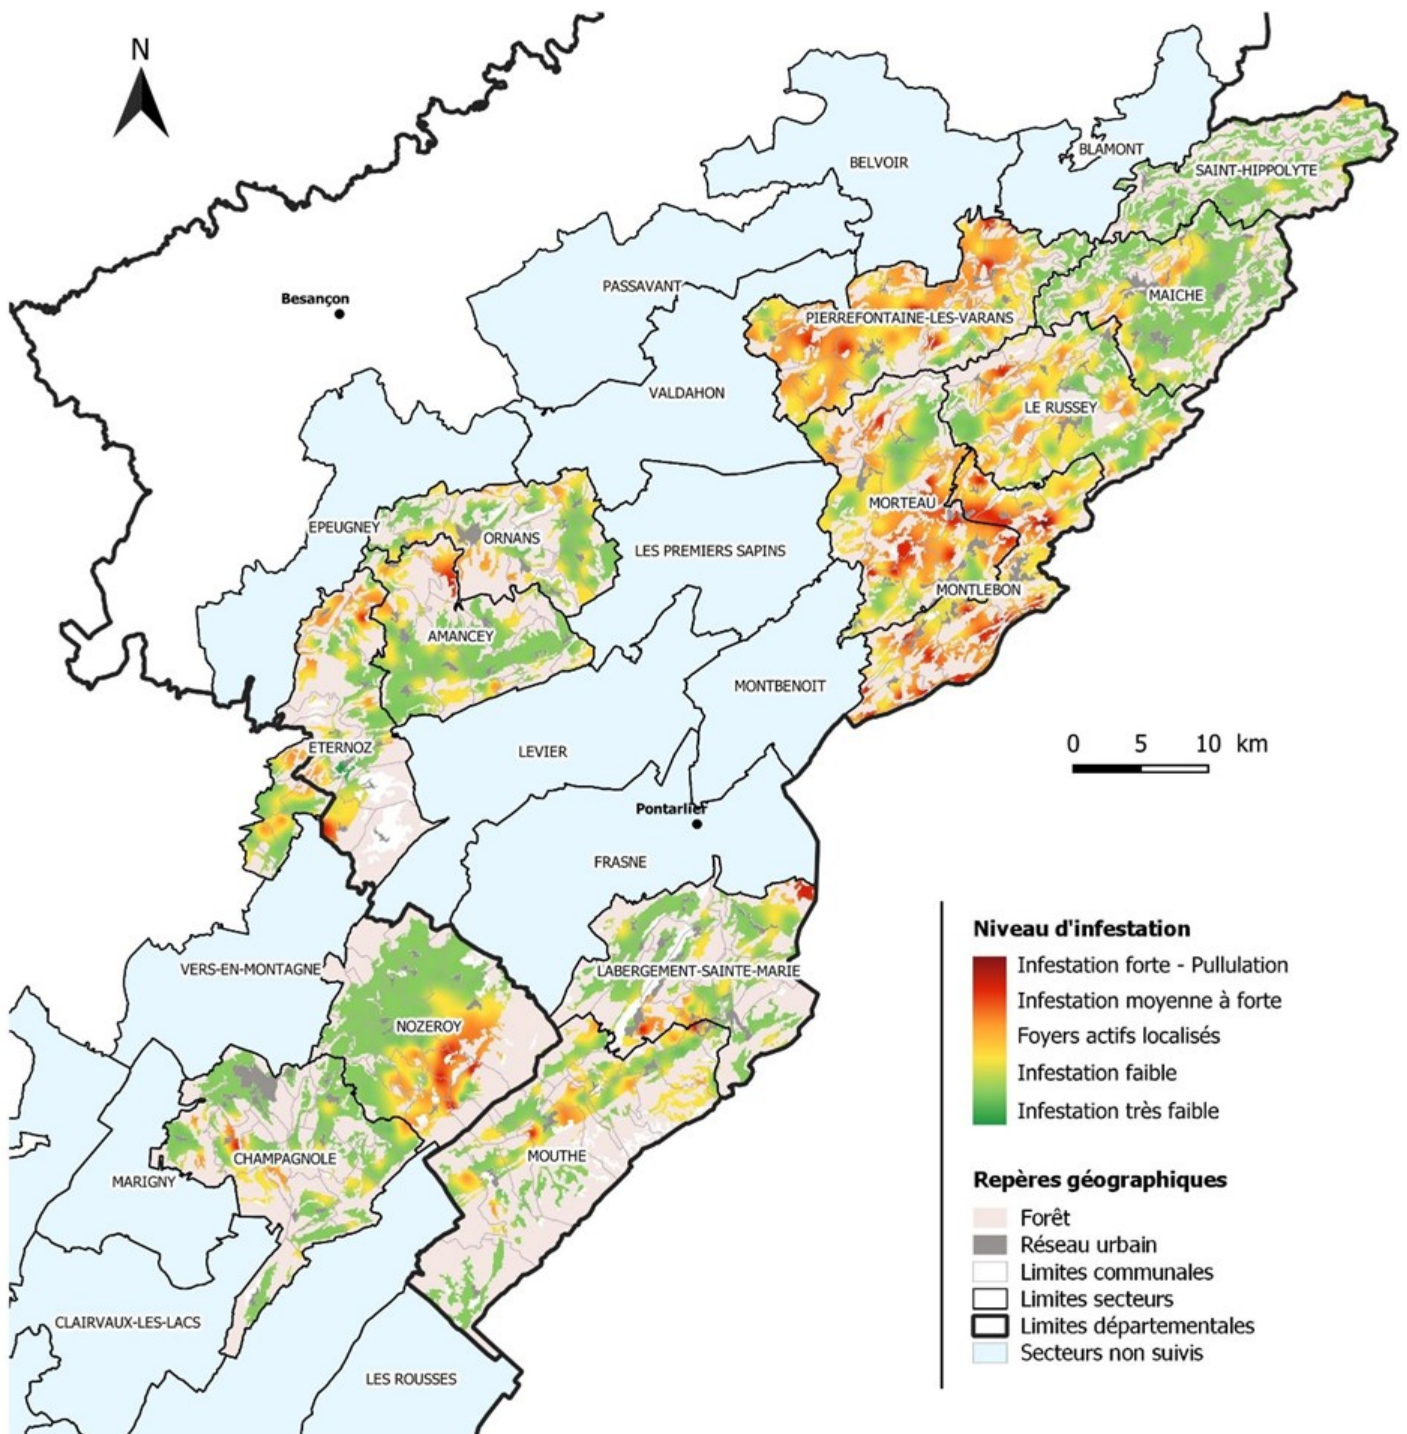 N
BELVOIR
BLAMONT
SAINT-HIPPOLYTE
PASSAVANT
Besançon
MAICHE
PIERREFONTAINE-LES-VARANS
VALDAHON
LE RUSSEY
MORTEAU
EPEUGNEY
ORNANS
LES PREMIERS SAPINS
MONTLEBON
AMANCEY
MONTBENOIT
ETERNOZ
LEVIER
0 5 10 km
Pontarlier
FRASNE
VERS-EN-MONTAGNE
LABERGEMENT-SAINTE-MARIE
NOZEROY
CHAMPAGNOLE
MOUTHE
MARIGNY
CLAIRVAUX-LES-LACS
LES ROUSSES
Niveau d'infestation
Infestation forte - Pullulation
Infestation moyenne à forte
Foyers actifs localisés
Infestation faible
Infestation très faible
Repères géographiques
Forêt
Réseau urbain
Limites communales
Limites secteurs
Limites départementales
Secteurs non suivis